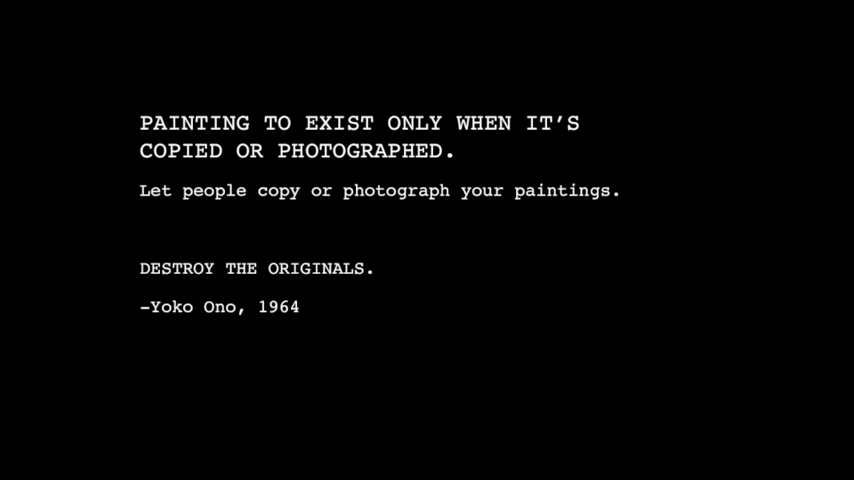 PAINTING TO EXIST ONLY WHEN IT’S
COPIED OR PHOTOGRAPHED.
Let people copy or photograph your paintings.
DESTROY THE ORIGINALS.
–Yoko Ono, 1964